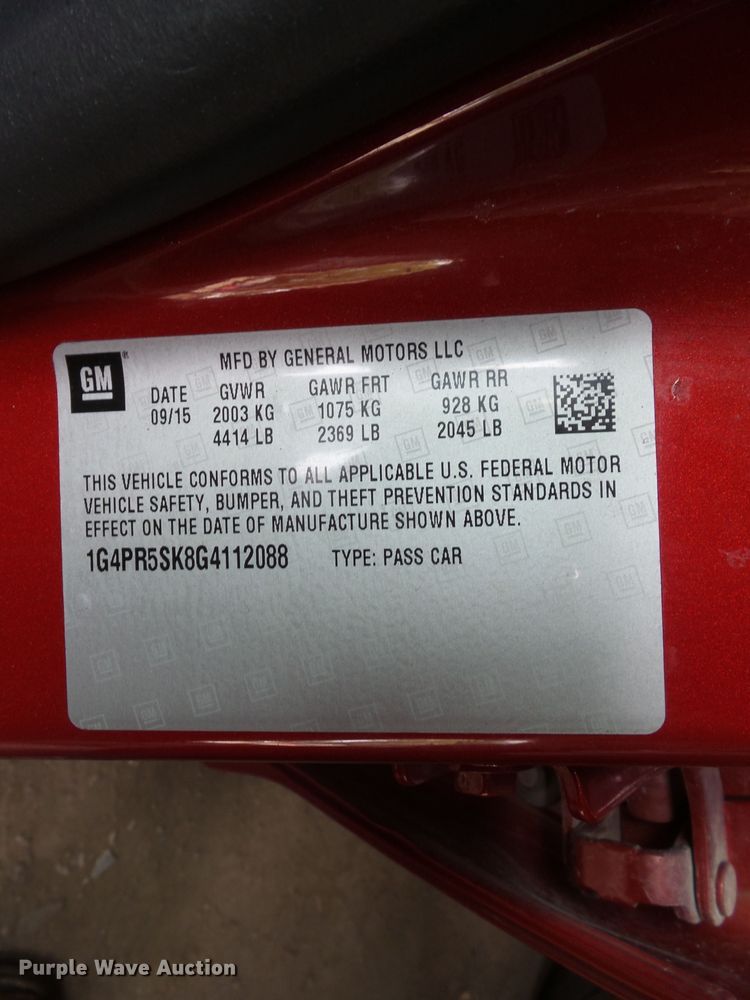 GM®
MFD BY GENERAL MOTORS LLC
DATE GVWR GAWR FRT GAWR RR
09/15 2003 KG 1075 KG 928 KG
4414 LB 2369 LB 2045 LB
THIS VEHICLE CONFORMS TO ALL APPLICABLE U.S. FEDERAL MOTOR
VEHICLE SAFETY, BUMPER, AND THEFT PREVENTION STANDARDS IN
EFFECT ON THE DATE OF MANUFACTURE SHOWN ABOVE.
1G4PR5SK8G4112088 TYPE: PASS CAR
Purple Wave Auction